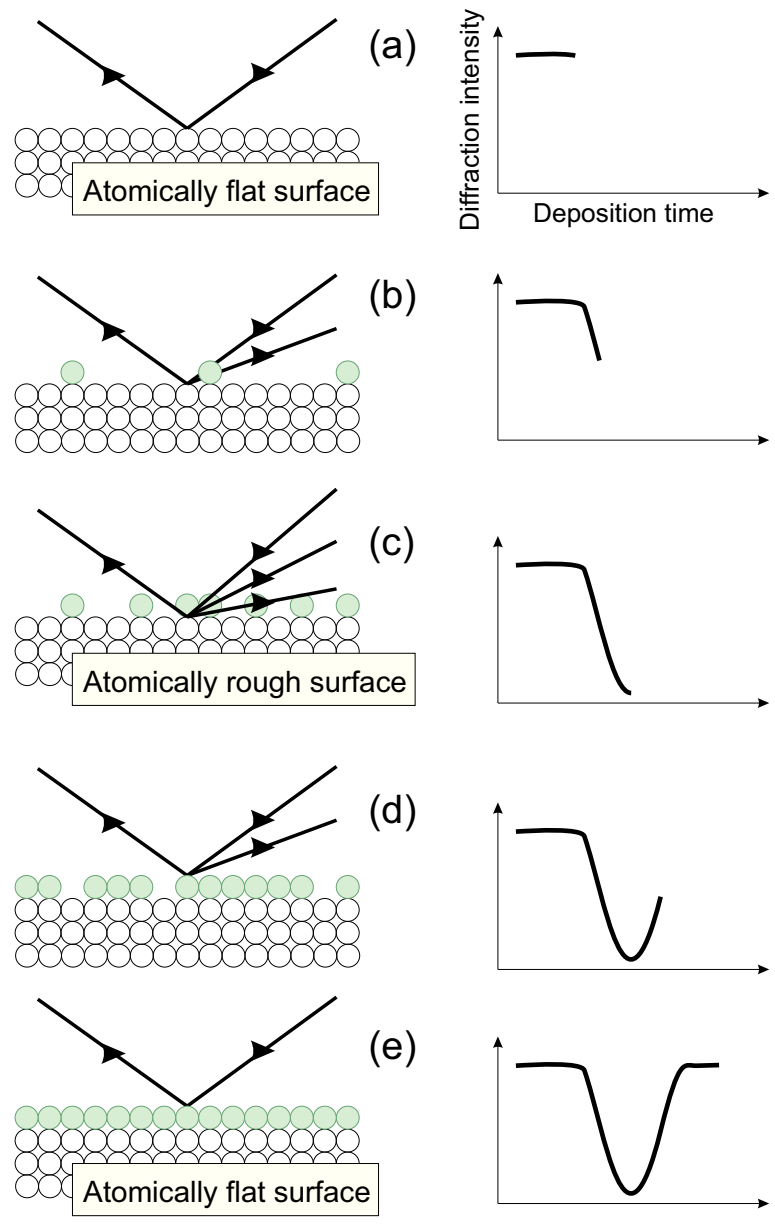 (a)
Atomically flat surface
Diffraction intensity
Deposition time
(b)
(c)
Atomically rough surface
(d)
(e)
Atomically flat surface